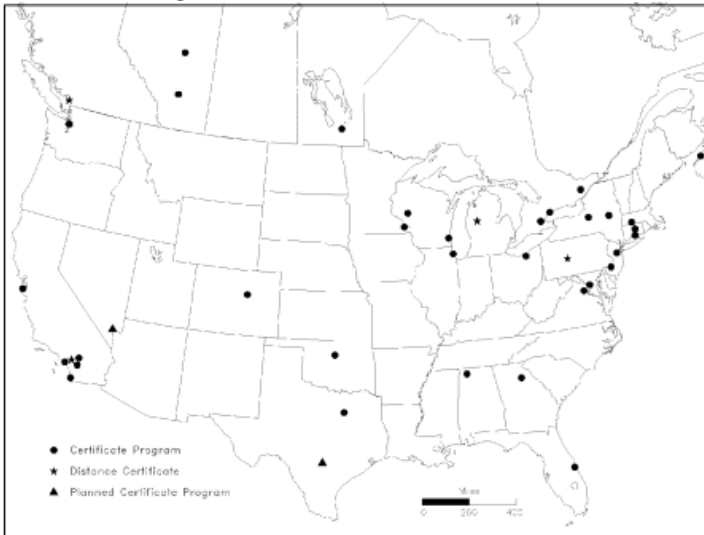 Certificate Program
Distance Certificate
Planned Certificate Program
Miles
0 200 400